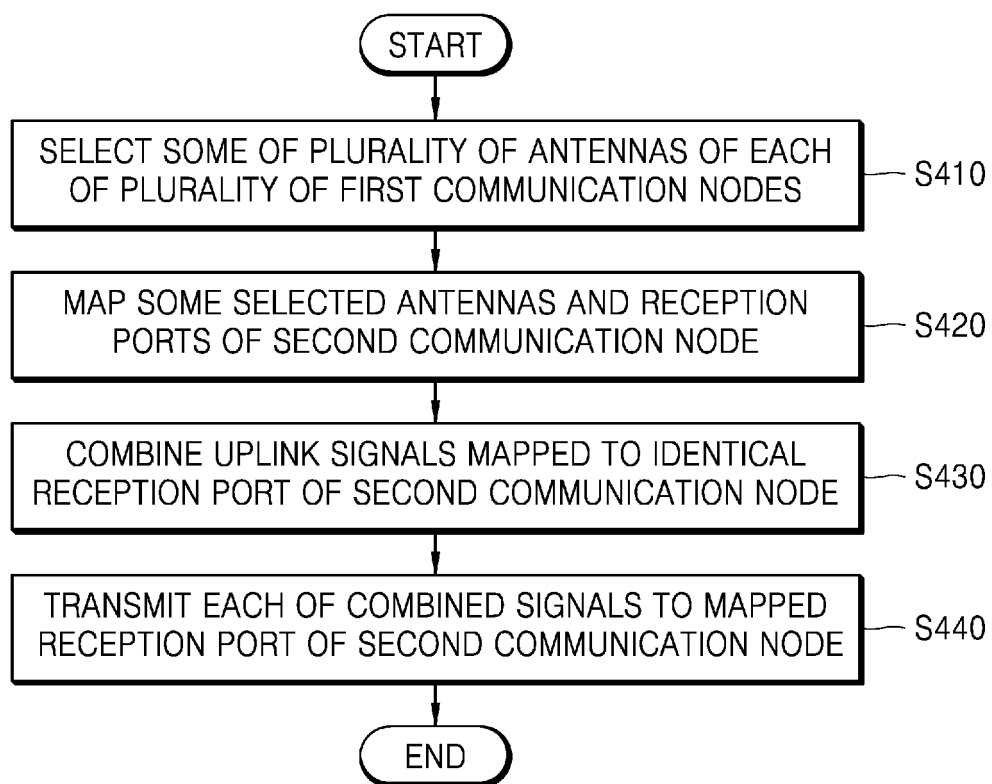 START
SELECT SOME OF PLURALITY OF ANTENNAS OF EACH
OF PLURALITY OF FIRST COMMUNICATION NODES
S410
MAP SOME SELECTED ANTENNAS AND RECEPTION
PORTS OF SECOND COMMUNICATION NODE
S420
COMBINE UPLINK SIGNALS MAPPED TO IDENTICAL
RECEPTION PORT OF SECOND COMMUNICATION NODE
S430
TRANSMIT EACH OF COMBINED SIGNALS TO MAPPED
RECEPTION PORT OF SECOND COMMUNICATION NODE
S440
END